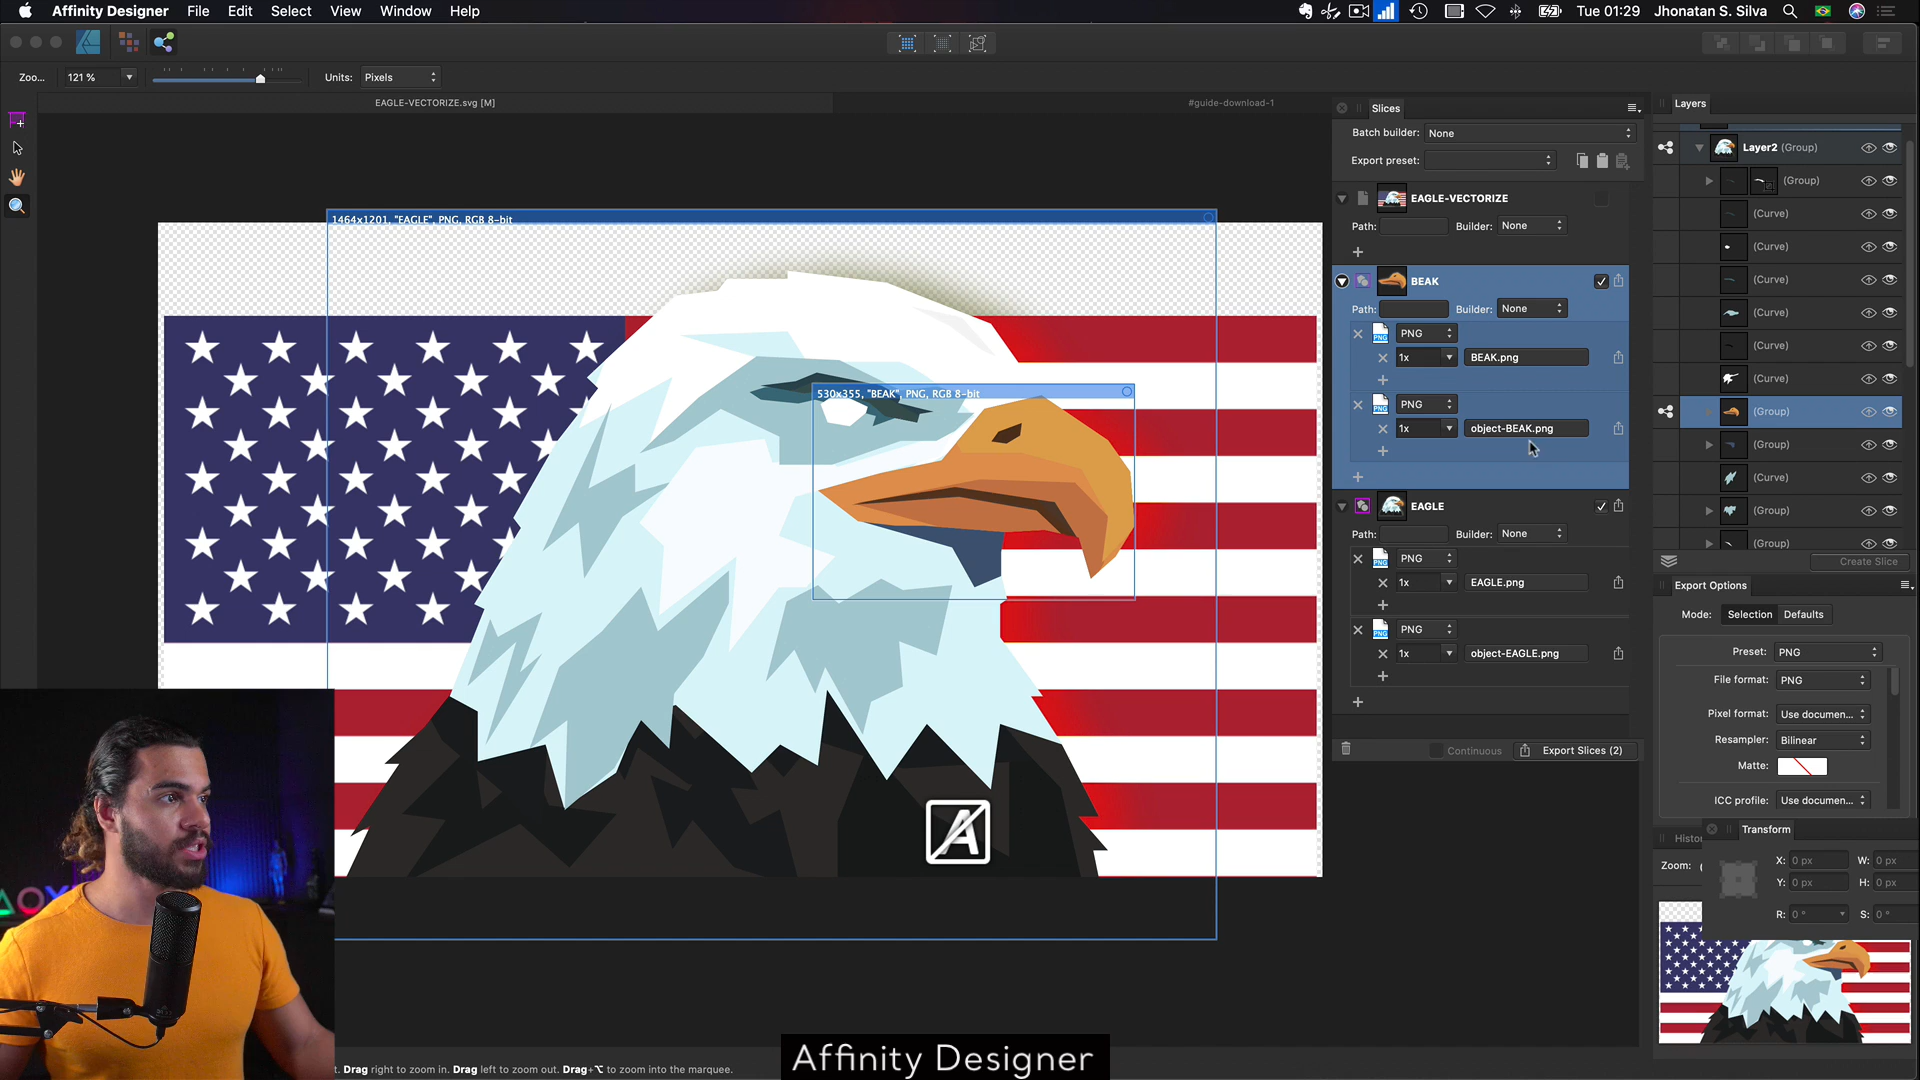 Affinity Designer File Edit Select View Window Help
Tue 01:29 Jhonatan S. Silva
Zoo... 121 % Units: Pixels
EAGLE-VECTORIZE.svg [M]
#guide-download-1
1464x1201, "EAGLE", PNG, RGB 8-bit
530x355, "BEAK", PNG, RGB 8-bit
Slices
Batch builder: None
Export preset:
EAGLE-VECTORIZE
Path: Builder: None
BEAK
Path: Builder: None
PNG
1x BEAK.png
PNG
1x object-BEAK.png
EAGLE
Path: Builder: None
PNG
1x EAGLE.png
PNG
1x object-EAGLE.png
Continuous Export Slices (2)
Layers
Layer2 (Group)
(Group)
(Curve)
(Curve)
(Curve)
(Curve)
(Curve)
(Curve)
(Group)
(Group)
(Curve)
(Group)
(Group)
Create Slice
Export Options
Mode: Selection Defaults
Preset: PNG
File format: PNG
Pixel format: Use documen...
Resampler: Bilinear
Matte:
ICC profile: Use documen...
Transform
Zoom:
X: 0 px W: 0 px
Y: 0 px H: 0 px
R: 0 ° S: 0 °
A
Drag right to zoom in. Drag left to zoom out. Drag+⌥ to zoom into the marquee.
Affinity Designer